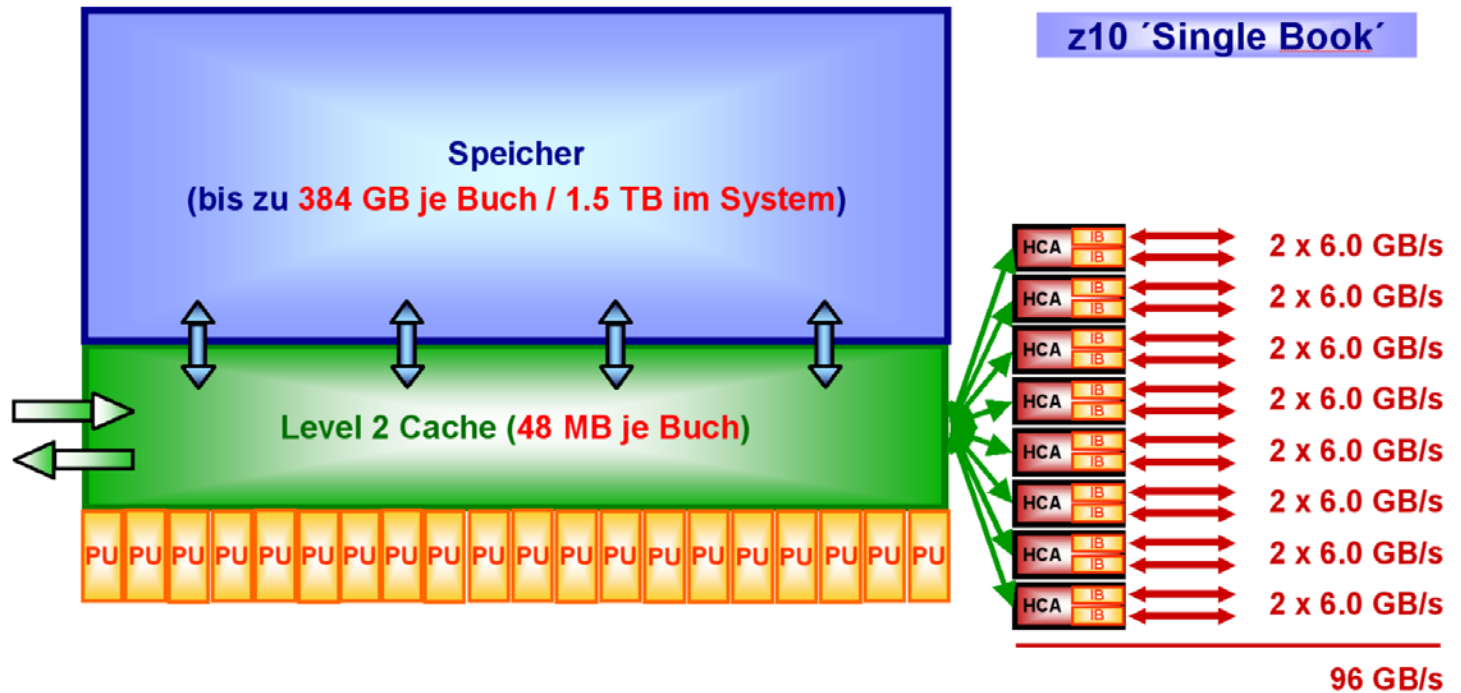 z10 ´Single Book´
Speicher
(bis zu 384 GB je Buch / 1.5 TB im System)
Level 2 Cache (48 MB je Buch)
PU PU PU PU PU PU PU PU PU PU PU PU PU PU PU PU PU PU PU PU
HCA IB IB 2 x 6.0 GB/s
HCA IB IB 2 x 6.0 GB/s
HCA IB IB 2 x 6.0 GB/s
HCA IB IB 2 x 6.0 GB/s
HCA IB IB 2 x 6.0 GB/s
HCA IB IB 2 x 6.0 GB/s
HCA IB IB 2 x 6.0 GB/s
HCA IB IB 2 x 6.0 GB/s
96 GB/s